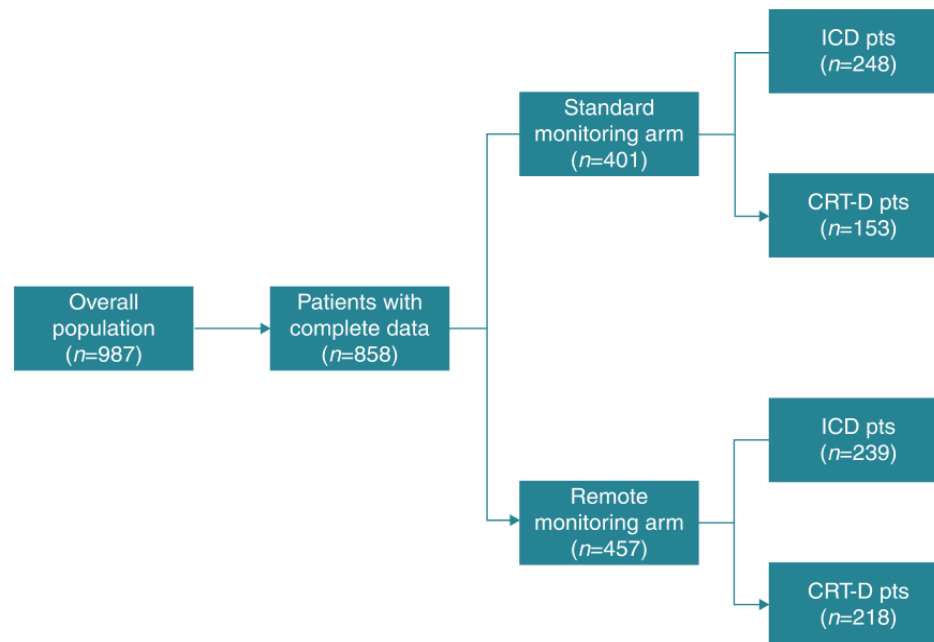 Overall
population
(n=987)
Patients with
complete data
(n=858)
Standard
monitoring arm
(n=401)
ICD pts
(n=248)
CRT-D pts
(n=153)
Remote
monitoring arm
(n=457)
ICD pts
(n=239)
CRT-D pts
(n=218)